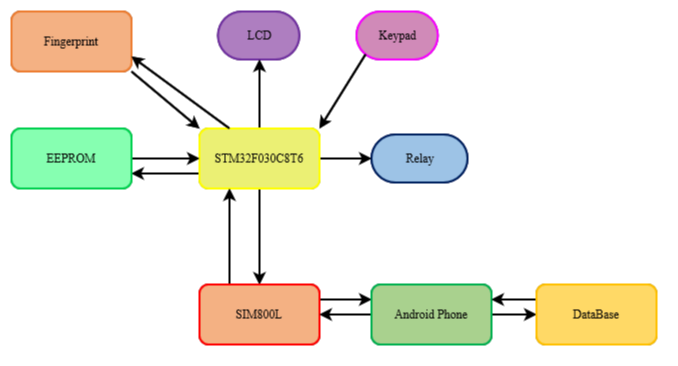 Fingerprint
LCD
Keypad
EEPROM
STM32F030C8T6
Relay
SIM800L
Android Phone
DataBase